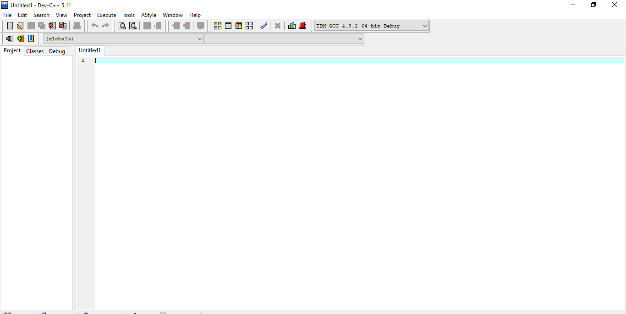 Untitled1 - Dev-C++ 5.11
File Edit Search View Project Execute Tools AStyle Window Help
TDM-GCC 4.9.2 64-bit Debug
(globals)
Project Classes Debug
Untitled1
1